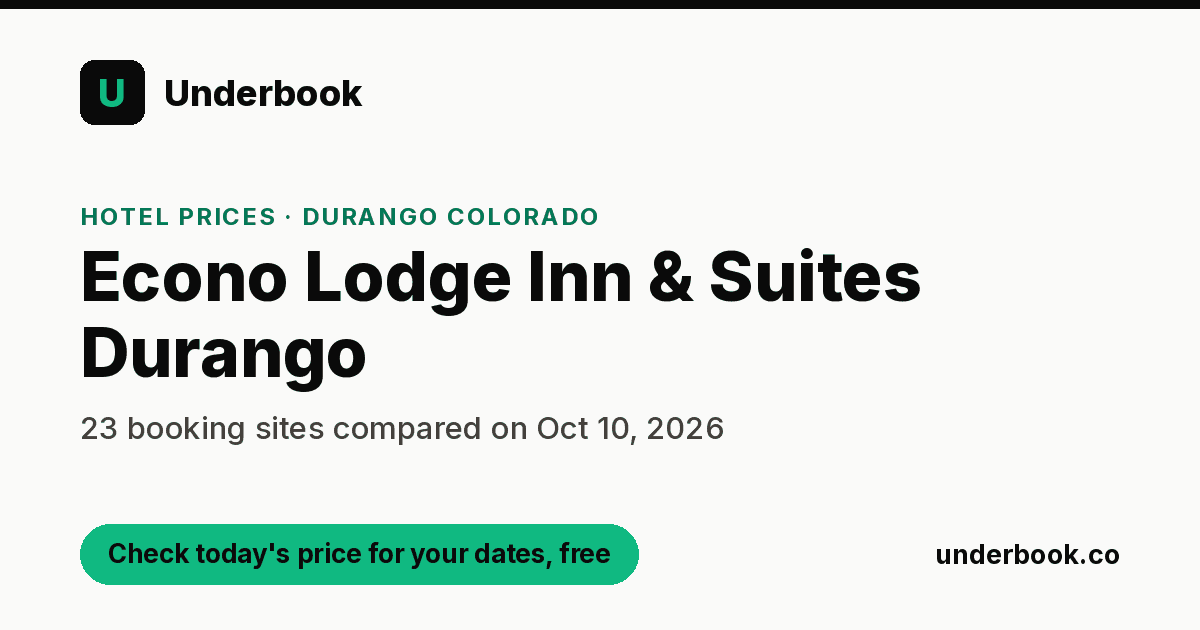 U Underbook
HOTEL PRICES · DURANGO COLORADO
Econo Lodge Inn & Suites
Durango
23 booking sites compared on Oct 10, 2026
Check today's price for your dates, free
underbook.co